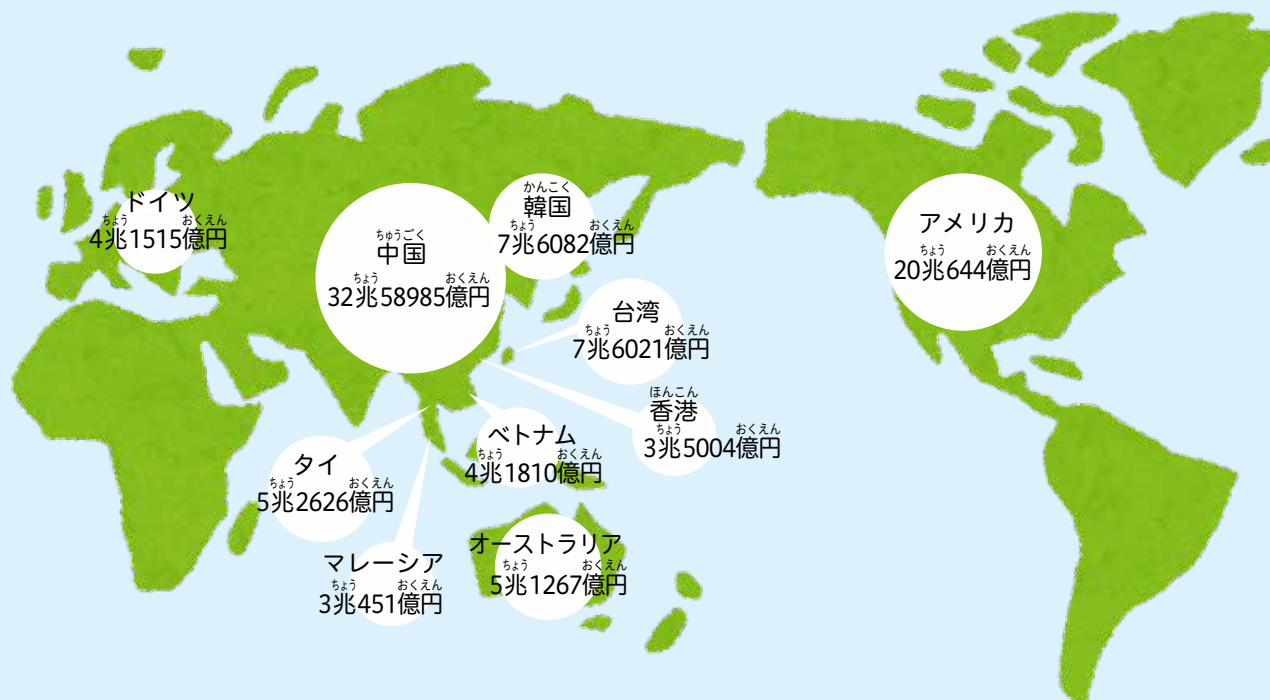 ドイツ
ちょう おくえん
4兆1515億円
ちゅうごく
中国
ちょう おくえん
32兆58985億円
かんこく
韓国
ちょう おくえん
7兆6082億円
アメリカ
ちょう おくえん
20兆644億円
台湾
ちょう おくえん
7兆6021億円
ほんこん
香港
ちょう おくえん
3兆5004億円
ベトナム
ちょう おくえん
4兆1810億円
タイ
ちょう おくえん
5兆2626億円
マレーシア
ちょう おくえん
3兆451億円
オーストラリア
ちょう おくえん
5兆1267億円